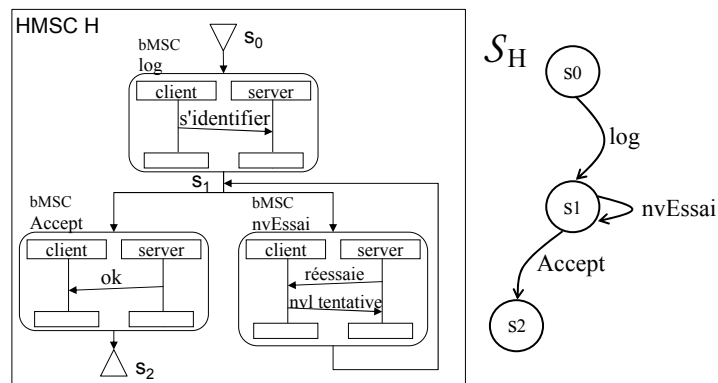 HMSC H
s0
bMSC
log
client server
s'identifier
s1
bMSC
Accept
client server
ok
s2
bMSC
nvEssai
client server
réessaie
nvl tentative
SH
s0
log
s1
nvEssai
Accept
s2